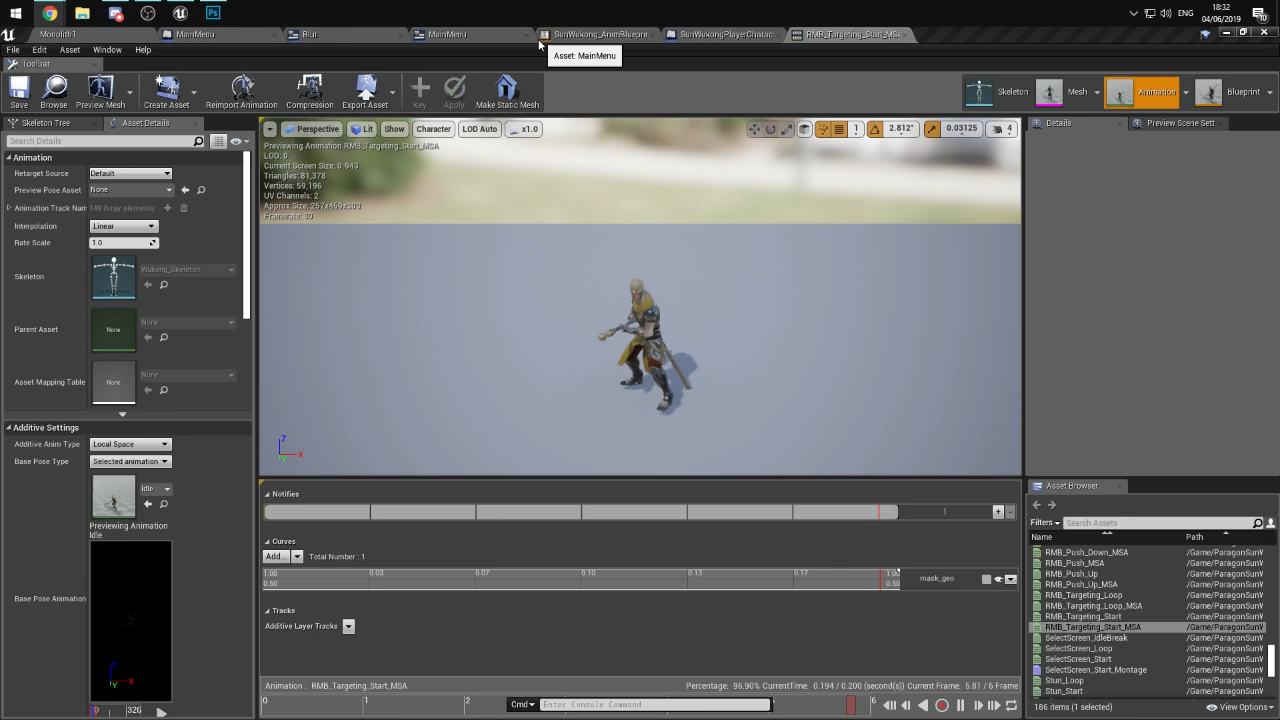 18:32
ENG
04/06/2019
Monolith1
MainMenu
Blur
MainMenu
SunWukong_AnimBluepri
SunWukongPlayerCharac
RMB_Targeting_Start_MS
File Edit Asset Window Help
Asset: MainMenu
Toolbar
Save
Browse
Preview Mesh
Create Asset
Reimport Animation
Compression
Export Asset
Key
Apply
Make Static Mesh
Skeleton
Mesh
Animation
Blueprint
Skeleton Tree
Asset Details
Search Details
Perspective
Lit
Show
Character
LOD Auto
x1.0
1
2.812°
0.03125
4
Details
Preview Scene Sett
Previewing Animation RMB_Targeting_Start_MSA
LOD: 0
Current Screen Size: 0.943
Triangles: 81,378
Vertices: 59,196
UV Channels: 2
Approx Size: 257x469x393
Framerate: 30
Animation
Retarget Source Default
Preview Pose Asset None
Animation Track Nam 149 Array elements
Interpolation Linear
Rate Scale 1.0
Skeleton Wukong_Skeleton
Parent Asset None None
Asset Mapping Table None None
Additive Settings
Additive Anim Type Local Space
Base Pose Type Selected animation
Idle
Previewing Animation
Idle
Base Pose Animation
Z
X
Y
326
Z
X
Y
Notifies
1
Curves
Add... Total Number : 1
1.00 0.03 0.07 0.10 0.13 0.17 1.00
0.50 0.50
mask_geo
Tracks
Additive Layer Tracks
Animation : RMB_Targeting_Start_MSA
Percentage: 96.90% CurrentTime: 0.194 / 0.200 (second(s)) Current Frame: 5.81 / 6 Frame
0 1 2 6
Cmd Enter Console Command
Asset Browser
Filters Search Assets
Name Path
RMB_Push_Down_MSA /Game/ParagonSunW
RMB_Push_MSA /Game/ParagonSunW
RMB_Push_Up /Game/ParagonSunW
RMB_Push_Up_MSA /Game/ParagonSunW
RMB_Targeting_Loop /Game/ParagonSunW
RMB_Targeting_Loop_MSA /Game/ParagonSunW
RMB_Targeting_Start /Game/ParagonSunW
RMB_Targeting_Start_MSA /Game/ParagonSunW
SelectScreen_IdleBreak /Game/ParagonSunW
SelectScreen_Loop /Game/ParagonSunW
SelectScreen_Start /Game/ParagonSunW
SelectScreen_Start_Montage /Game/ParagonSunW
Stun_Loop /Game/ParagonSunW
Stun_Start /Game/ParagonSunW
186 items (1 selected)
View Options